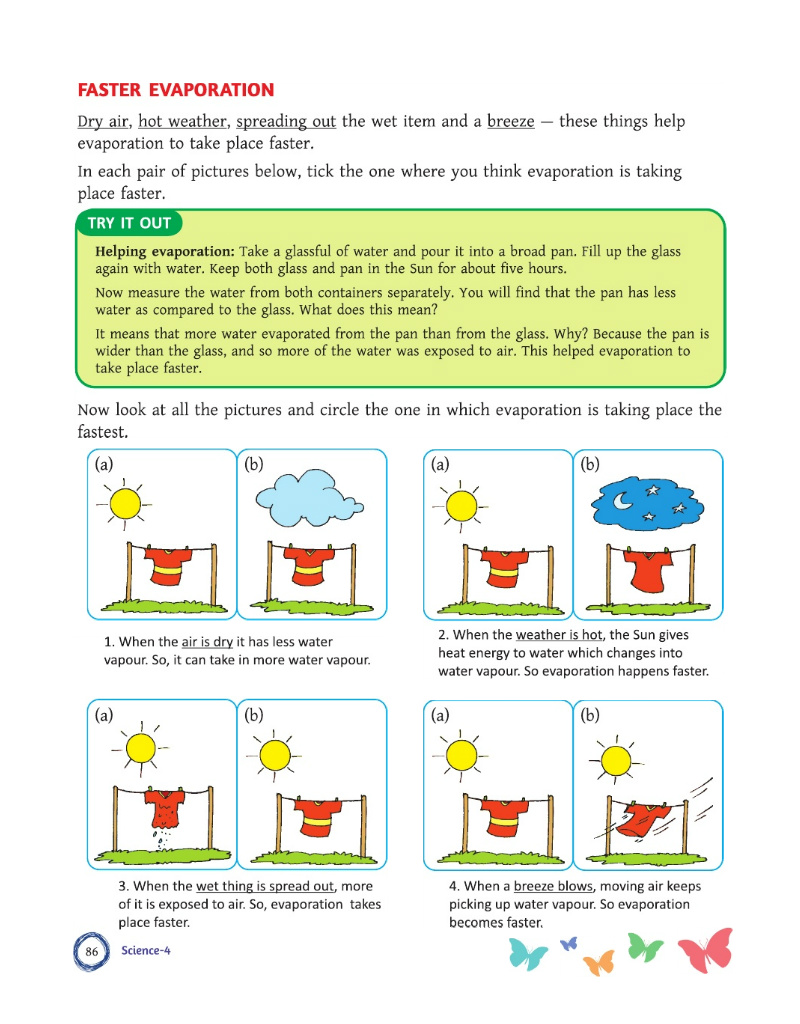 FASTER EVAPORATION
Dry air, hot weather, spreading out the wet item and a breeze — these things help
evaporation to take place faster.
In each pair of pictures below, tick the one where you think evaporation is taking
place faster.
TRY IT OUT
Helping evaporation: Take a glassful of water and pour it into a broad pan. Fill up the glass
again with water. Keep both glass and pan in the Sun for about five hours.
Now measure the water from both containers separately. You will find that the pan has less
water as compared to the glass. What does this mean?
It means that more water evaporated from the pan than from the glass. Why? Because the pan is
wider than the glass, and so more of the water was exposed to air. This helped evaporation to
take place faster.
Now look at all the pictures and circle the one in which evaporation is taking place the
fastest.
(a) (b)
1. When the air is dry it has less water
vapour. So, it can take in more water vapour.
(a) (b)
2. When the weather is hot, the Sun gives
heat energy to water which changes into
water vapour. So evaporation happens faster.
(a) (b)
3. When the wet thing is spread out, more
of it is exposed to air. So, evaporation takes
place faster.
(a) (b)
4. When a breeze blows, moving air keeps
picking up water vapour. So evaporation
becomes faster.
86 Science-4